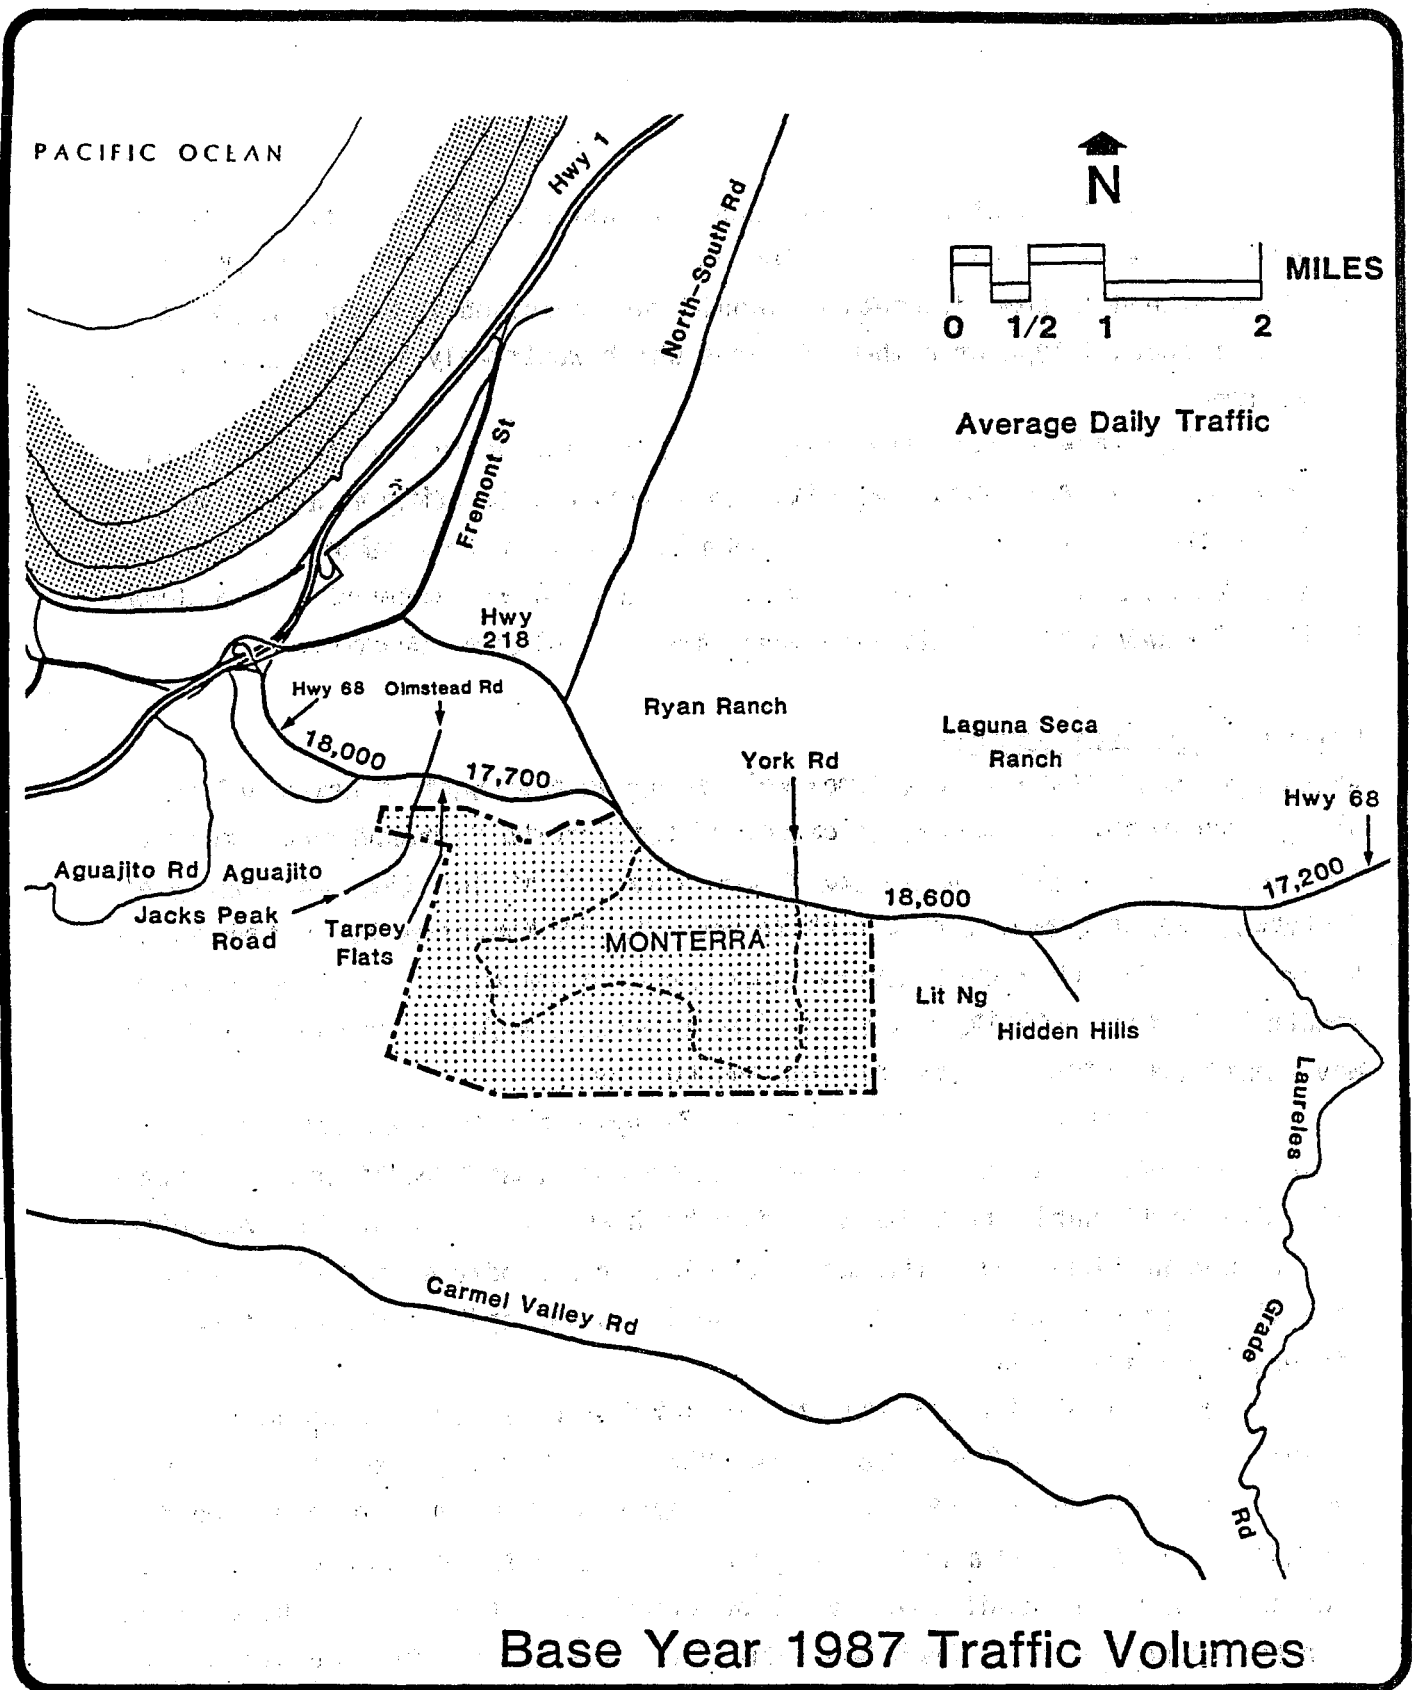 PACIFIC OCEAN
Hwy 1
North-South Rd
N
MILES
0 1/2 1 2
Average Daily Traffic
Fremont St
Hwy
218
Hwy 68
Olmstead Rd
18,000
17,700
Ryan Ranch
York Rd
Laguna Seca
Ranch
Hwy 68
17,200
18,600
Aguajito Rd
Aguajito
Jacks Peak
Road
Tarpey
Flats
MONTERRA
Lit Ng
Hidden Hills
Laureles
Grade
Rd
Carmel Valley Rd
Base Year 1987 Traffic Volumes